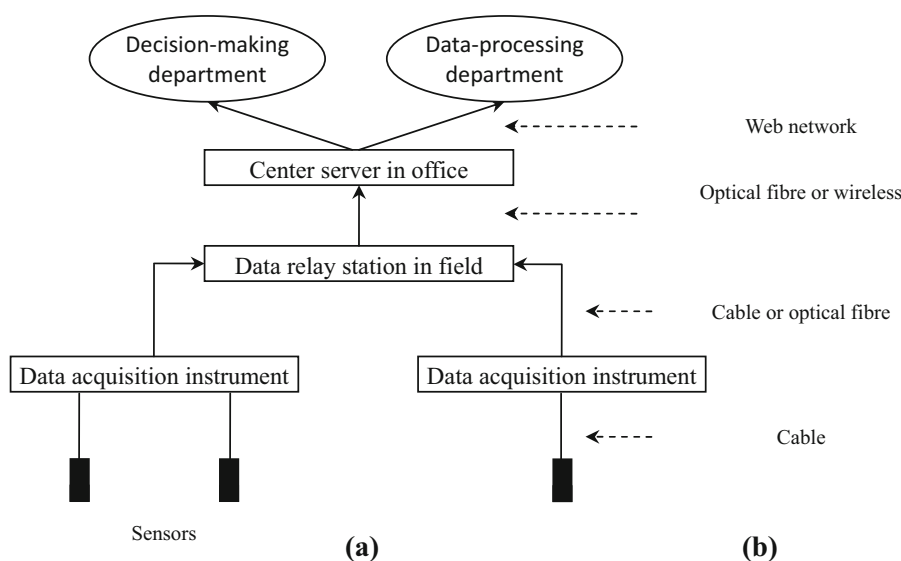 Decision-making
department
Data-processing
department
Web network
Center server in office
Optical fibre or wireless
Data relay station in field
Cable or optical fibre
Data acquisition instrument
Data acquisition instrument
Cable
Sensors
(a)
(b)